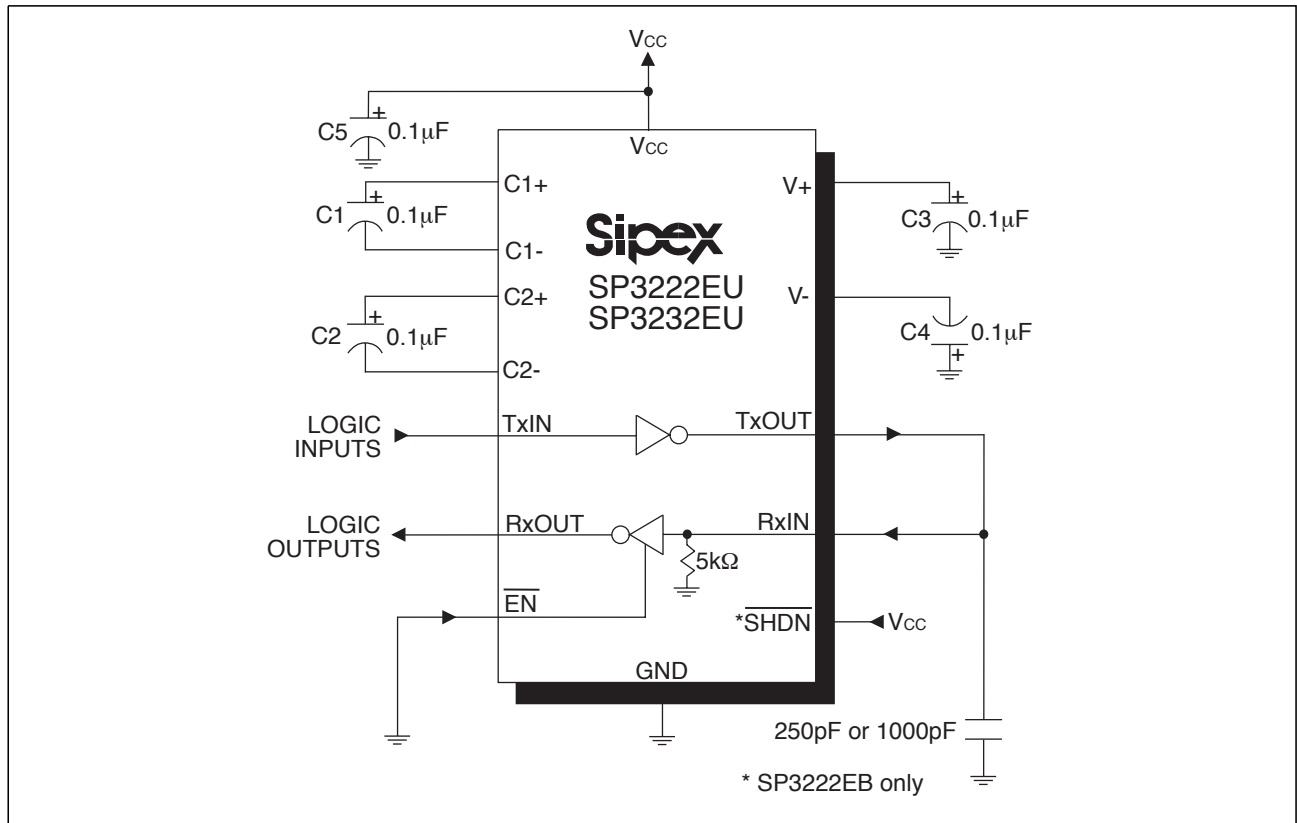 VCC
C5
+
0.1µF
VCC
C1+
C1
+
0.1µF
C1-
C2+
C2
+
0.1µF
C2-
V+
C3
+
0.1µF
V-
C4
0.1µF
+
Sipex
SP3222EU
SP3232EU
LOGIC
INPUTS
TxIN
TxOUT
LOGIC
OUTPUTS
RxOUT
RxIN
5kΩ
EN
*SHDN
VCC
GND
250pF or 1000pF
* SP3222EB only